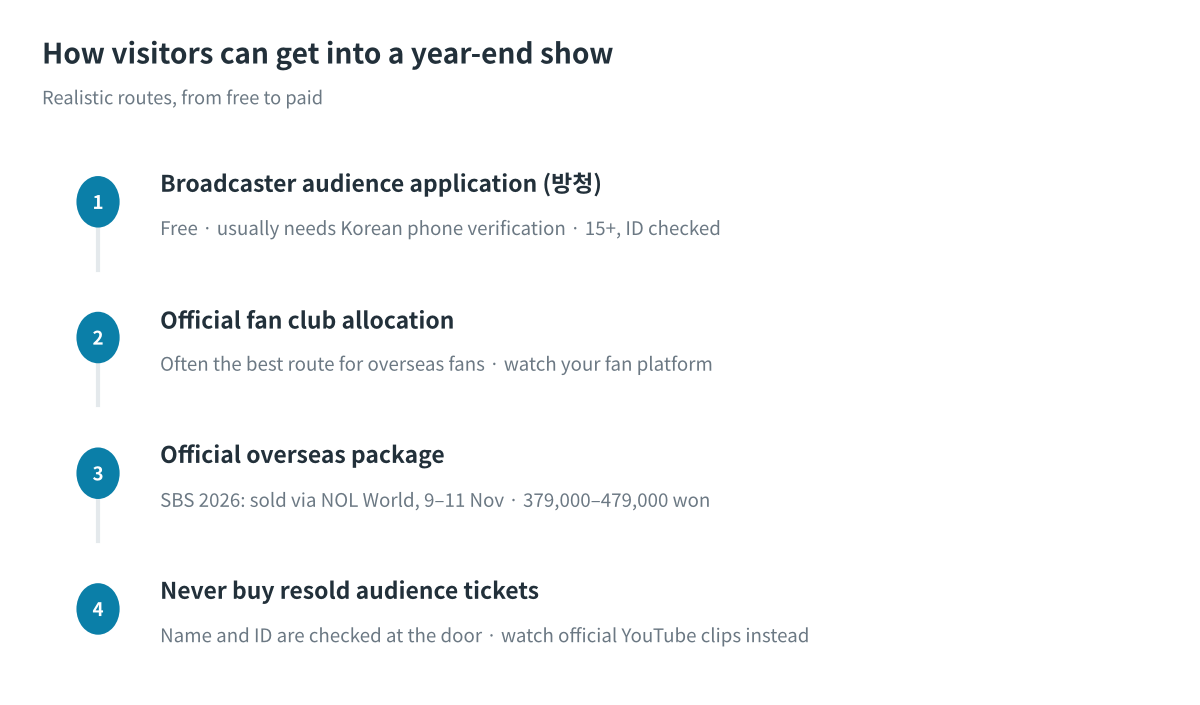 How visitors can get into a year-end show
Realistic routes, from free to paid
1
Broadcaster audience application (방청)
Free · usually needs Korean phone verification · 15+, ID checked
2
Official fan club allocation
Often the best route for overseas fans · watch your fan platform
3
Official overseas package
SBS 2026: sold via NOL World, 9–11 Nov · 379,000–479,000 won
4
Never buy resold audience tickets
Name and ID are checked at the door · watch official YouTube clips instead